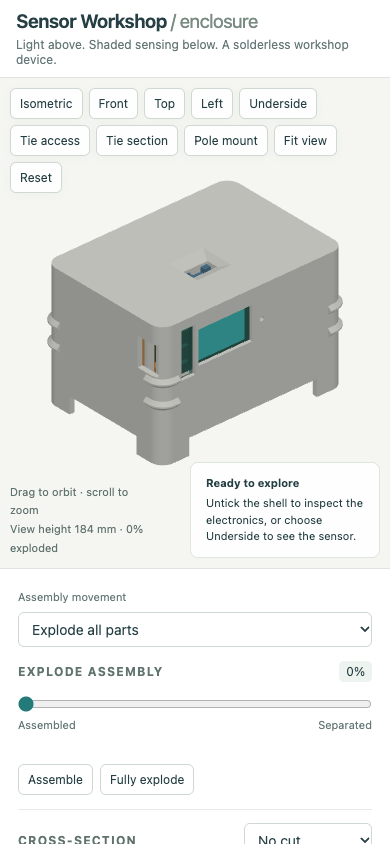 Sensor Workshop / enclosure
Light above. Shaded sensing below. A solderless workshop
device.
Isometric Front Top Left Underside
Tie access Tie section Pole mount Fit view
Reset
Drag to orbit · scroll to
zoom
View height 184 mm · 0%
exploded
Ready to explore
Untick the shell to inspect the
electronics, or choose
Underside to see the sensor.
Assembly movement
Explode all parts
EXPLODE ASSEMBLY 0%
Assembled Separated
Assemble Fully explode
CROSS-SECTION No cut